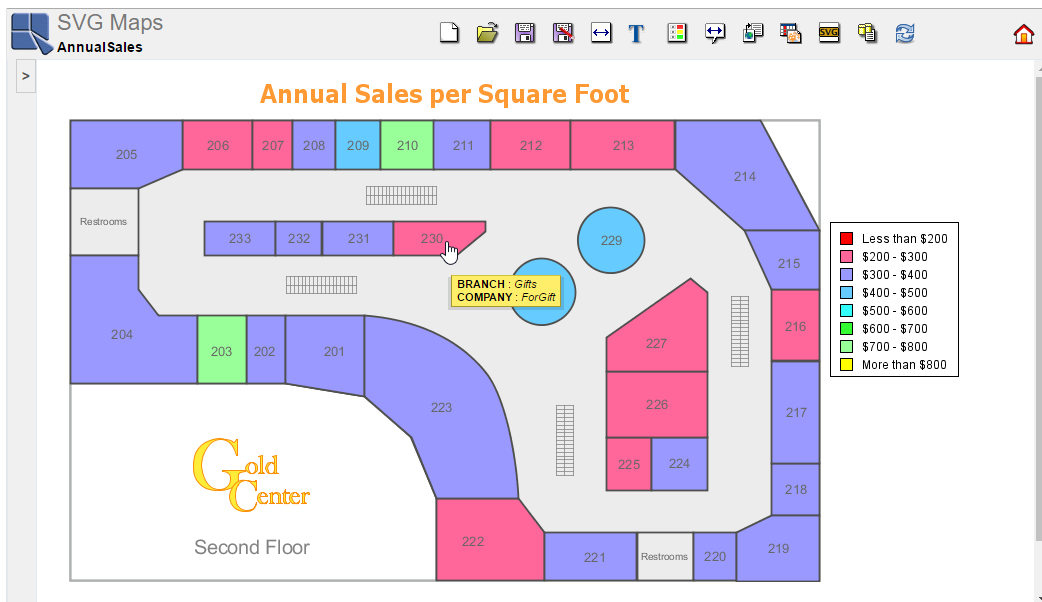 SVG Maps
AnnualSales
T
SVG
>
Annual Sales per Square Foot
205
206
207
208
209
210
211
212
213
214
Restrooms
233
232
231
230
229
215
BRANCH : Gifts
COMPANY : ForGift
204
203
202
201
223
227
226
225
224
216
217
218
222
221
Restrooms
220
219
Less than $200
$200 - $300
$300 - $400
$400 - $500
$500 - $600
$600 - $700
$700 - $800
More than $800
Gold
Center
Second Floor